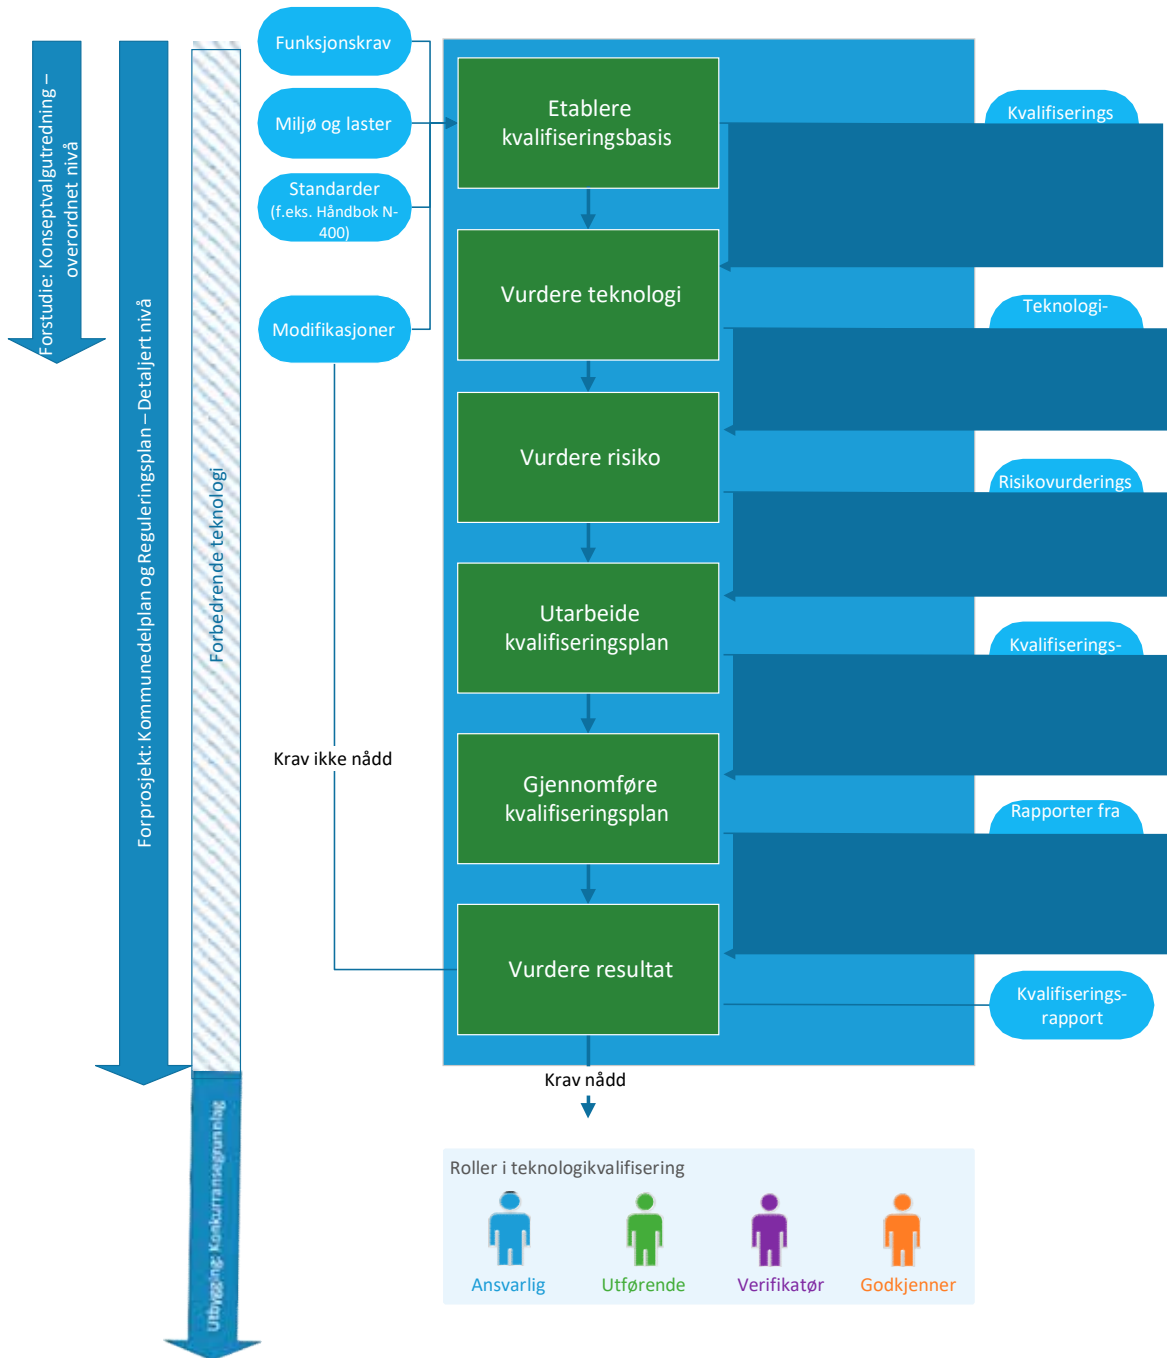 Forstudie: Konseptvalgutredning –
overordnet nivå
Forprosjekt: Kommunedelplan og Reguleringsplan – Detaljert nivå
Forbedrende teknologi
Utbygging: Konkurransegrunnlag
Funksjonskrav
Miljø og laster
Standarder
(f.eks. Håndbok N-
400)
Modifikasjoner
Krav ikke nådd
Etablere
kvalifiseringsbasis
Vurdere teknologi
Vurdere risiko
Utarbeide
kvalifiseringsplan
Gjennomføre
kvalifiseringsplan
Vurdere resultat
Krav nådd
Kvalifiserings
Teknologi-
Risikovurderings
Kvalifiserings-
Rapporter fra
Kvalifiserings-
rapport
Roller i teknologikvalifisering
Ansvarlig
Utførende
Verifikatør
Godkjenner